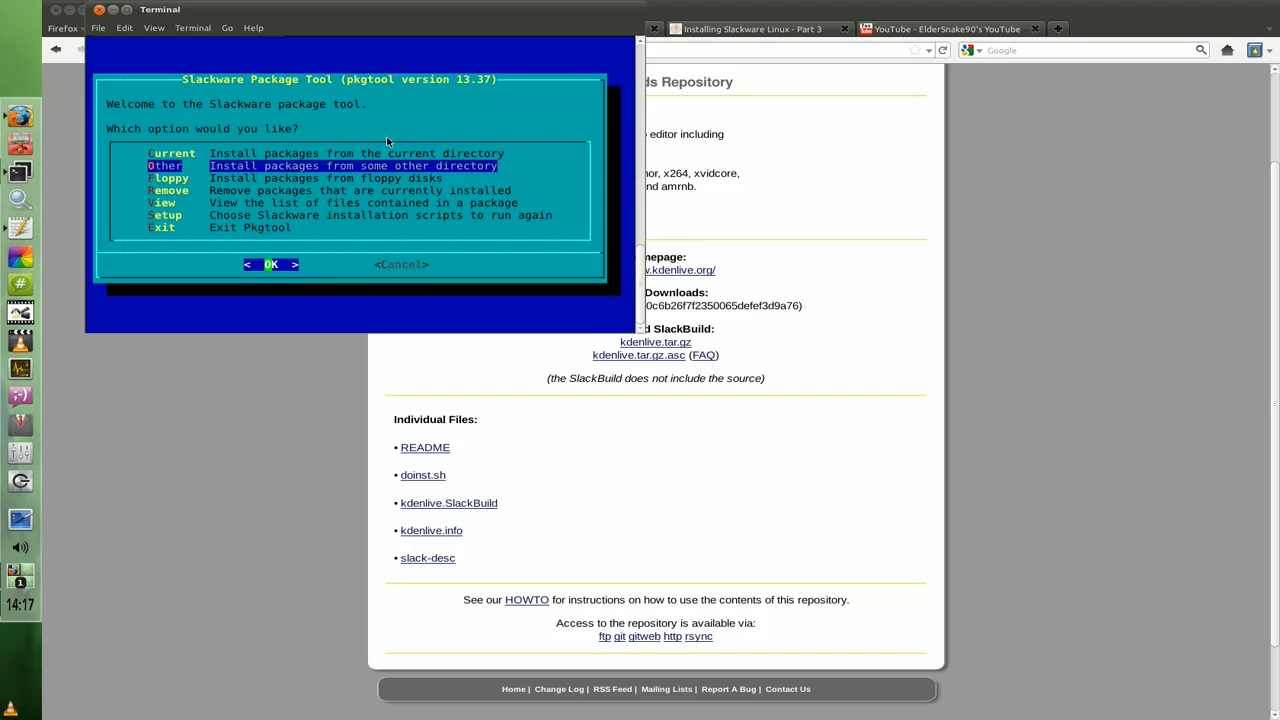 Terminal
Firefox
File Edit View Terminal Go Help
Installing Slackware Linux - Part 3
YouTube - ElderSnake90's YouTube
Google
Slackware Package Tool (pkgtool version 13.37)
Welcome to the Slackware package tool.
Which option would you like?
Current Install packages from the current directory
Other Install packages from some other directory
Floppy Install packages from floppy disks
Remove Remove packages that are currently installed
View View the list of files contained in a package
Setup Choose Slackware installation scripts to run again
Exit Exit Pkgtool
< OK > <Cancel>
ds Repository
editor including
or, x264, xvidcore,
nd amrnb.
mepage:
w.kdenlive.org/
Downloads:
0c6b26f7f2350065defef3d9a76)
d SlackBuild:
kdenlive.tar.gz
kdenlive.tar.gz.asc (FAQ)
(the SlackBuild does not include the source)
Individual Files:
• README
• doinst.sh
• kdenlive.SlackBuild
• kdenlive.info
• slack-desc
See our HOWTO for instructions on how to use the contents of this repository.
Access to the repository is available via:
ftp git gitweb http rsync
Home | Change Log | RSS Feed | Mailing Lists | Report A Bug | Contact Us
1
14:17